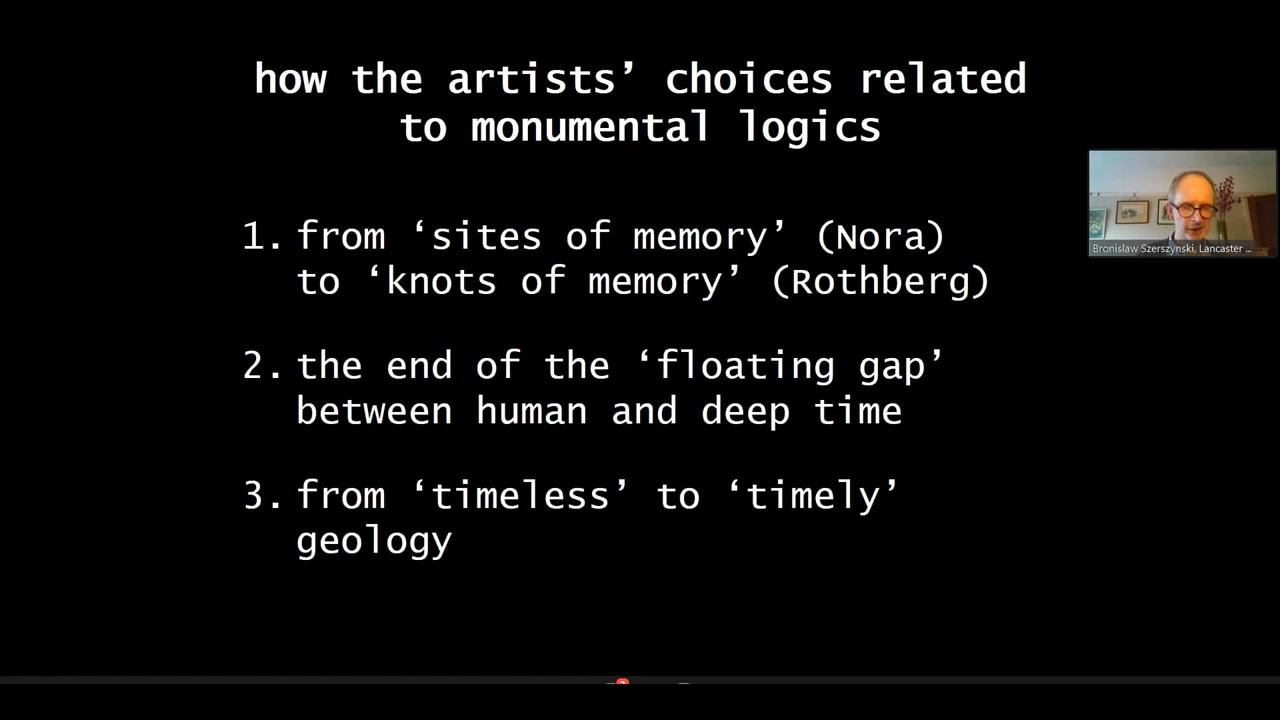 how the artists’ choices related
to monumental logics
1. from ‘sites of memory’ (Nora)
to ‘knots of memory’ (Rothberg)
2. the end of the ‘floating gap’
between human and deep time
3. from ‘timeless’ to ‘timely’
geology
Bronislaw Szerszynski, Lancaster ...